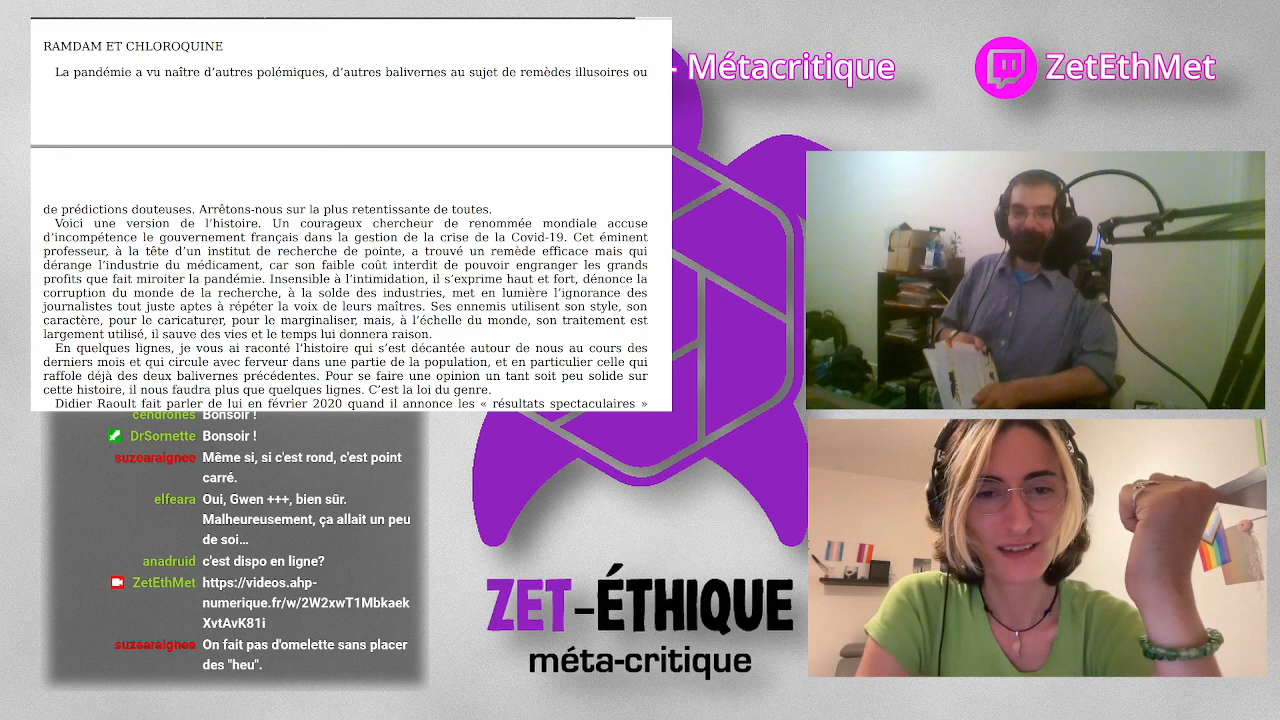 RAMDAM ET CHLOROQUINE
La pandémie a vu naître d'autres polémiq d'autres balivernes au sujet de remèdes illusoires ou
de prédictions douteuses. Arrêtons-nous sur la plus retentissante de toutes.
Voici une version de l'histoire. Un courageux chercheur de renommée mondiale accuse
d'incompétence le gouvernement français dans la gestion de la crise de la Covid-19. Cet éminent
professeur, à la tête d'un institut de recherche de pointe, a trouvé un remède efficace mais qui
dérange l'industrie du médicament, car son faible coût interdit de pouvoir engranger les grands
profits que fait miroiter la pandémie. Insensible à l'intimidation, il s'exprime haut et fort, dénonce la
corruption du monde de la recherche, à la solde des industries, met en lumière l'ignorance des
journalistes tout juste aptes à répéter la voix de leurs maîtres. Ses ennemis utilisent son style, son
caractère, pour le caricaturer, pour le marginaliser, mais, à l'échelle du monde, son traitement est
largement utilisé, il sauve des vies et le temps lui donnera raison.
En quelques lignes, je vous ai raconté l'histoire qui s'est décantée autour de nous au cours des
derniers mois et qui circule avec ferveur dans une partie de la population, et en particulier celle qui
raffole déjà des deux balivernes précédentes. Pour se faire une opinion un tant soit peu solide sur
cette histoire, il nous faudra plus que quelques lignes. C'est la loi du genre.
Didier Raoult fait parler de lui en février 2020 quand il annonce les « résultats spectaculaires »
- Métacritique
ZetEthMet
cendrones Bonsoir !
DrSornette Bonsoir !
suzearaignee Même si, si c'est rond, c'est point
carré.
elfeara Oui, Gwen +++, bien sûr.
Malheureusement, ça allait un peu
de soi...
anadruid c'est dispo en ligne?
ZetEthMet https://videos.ahp-
numerique.fr/w/2W2xwT1Mbkaek
XvtAvK81i
suzearaignee On fait pas d'omelette sans placer
des "heu".
ZET-ÉTHIQUE
méta-critique